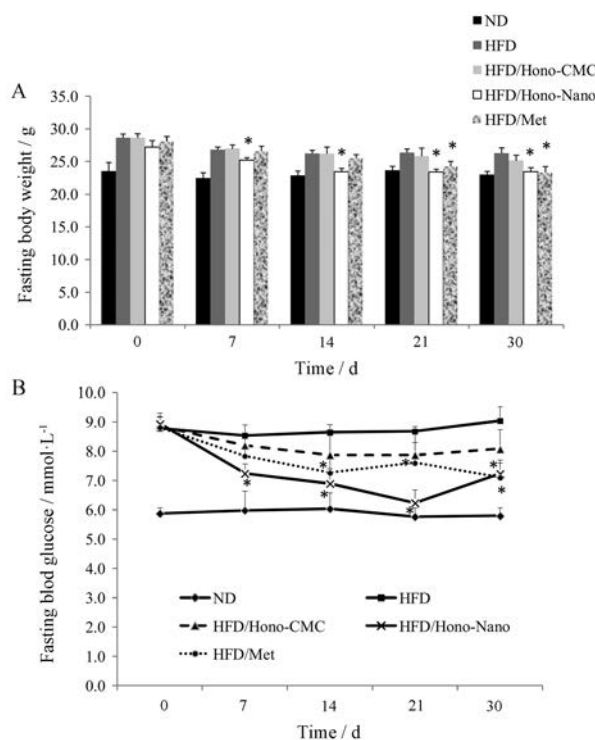 ND
HFD
HFD/Hono-CMC
HFD/Hono-Nano
HFD/Met
A
35.0
30.0
25.0
20.0
15.0
10.0
5.0
0.0
Fasting body weight / g
* * * * * *
0 7 14 21 30
Time / d
B
10.0
9.0
8.0
7.0
6.0
5.0
4.0
3.0
2.0
1.0
0.0
Fasting blod glucose / mmol·L⁻¹
* * * * * * *
ND HFD
HFD/Hono-CMC HFD/Hono-Nano
HFD/Met
0 7 14 21 30
Time / d